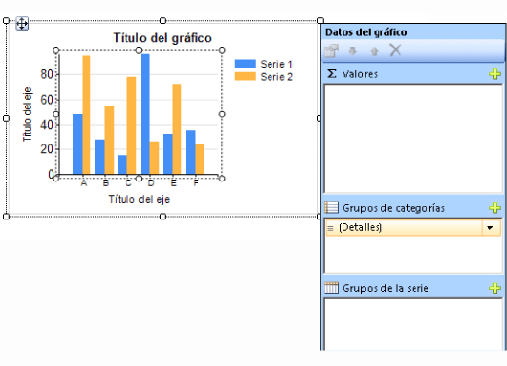 Título del gráfico
Serie 1
Serie 2
Título del eje
80
60
40
20
0
A B C D E F
Título del eje
Datos del gráfico
Σ Valores
Grupos de categorías
(Detalles)
Grupos de la serie